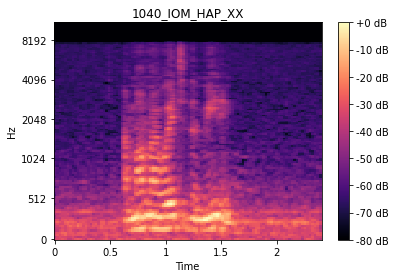 1040_IOM_HAP_XX
+0 dB
8192
-10 dB
4096
-20 dB
-30 dB
2048
Hz
-40 dB
1024
-50 dB
512
-60 dB
-70 dB
0
-80 dB
0 0.5 1 1.5 2
Time